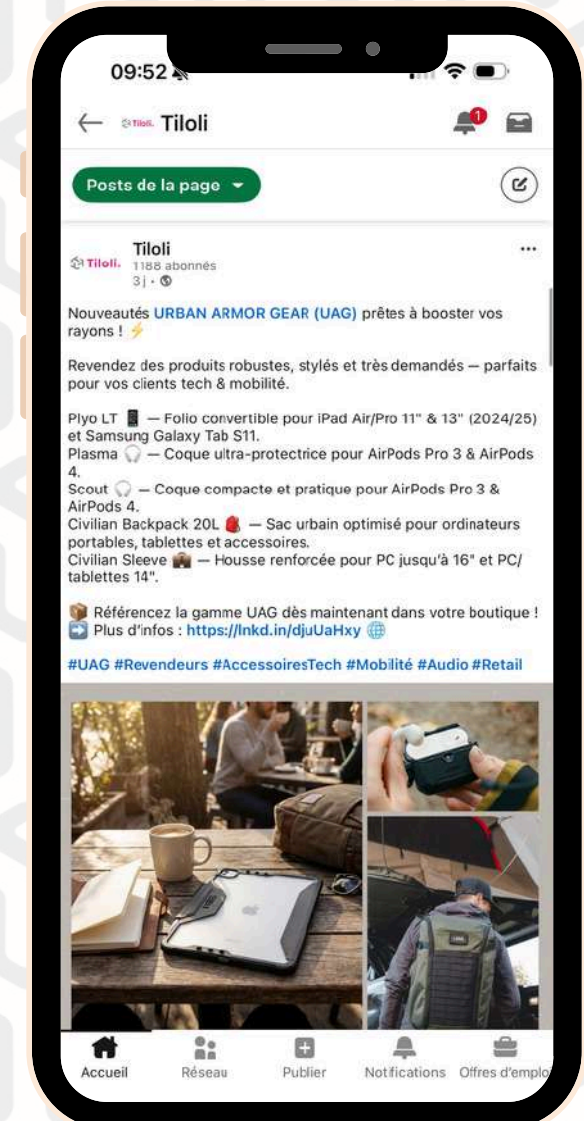 09:52
Tiloli. Tiloli
1
Posts de la page
Tiloli
Tiloli.
1188 abonnés
3 j •
Nouveautés URBAN ARMOR GEAR (UAG) prêtes à booster vos
rayons ! ⚡
Revendez des produits robustes, stylés et très demandés — parfaits
pour vos clients tech & mobilité.
Plyo LT 📱 — Folio convertible pour iPad Air/Pro 11" & 13" (2024/25)
et Samsung Galaxy Tab S11.
Plasma 🎧 — Coque ultra-protectrice pour AirPods Pro 3 & AirPods
4.
Scout 🎧 — Coque compacte et pratique pour AirPods Pro 3 &
AirPods 4.
Civilian Backpack 20L 🎒 — Sac urbain optimisé pour ordinateurs
portables, tablettes et accessoires.
Civilian Sleeve 💼 — Housse renforcée pour PC jusqu'à 16" et PC/
tablettes 14".
📦 Référencez la gamme UAG dès maintenant dans votre boutique !
➡️ Plus d'infos : https://lnkd.in/djuUaHxy 🌐
#UAG #Revendeurs #AccessoiresTech #Mobilité #Audio #Retail
Accueil
Réseau
Publier
Notifications
Offres d'emploi